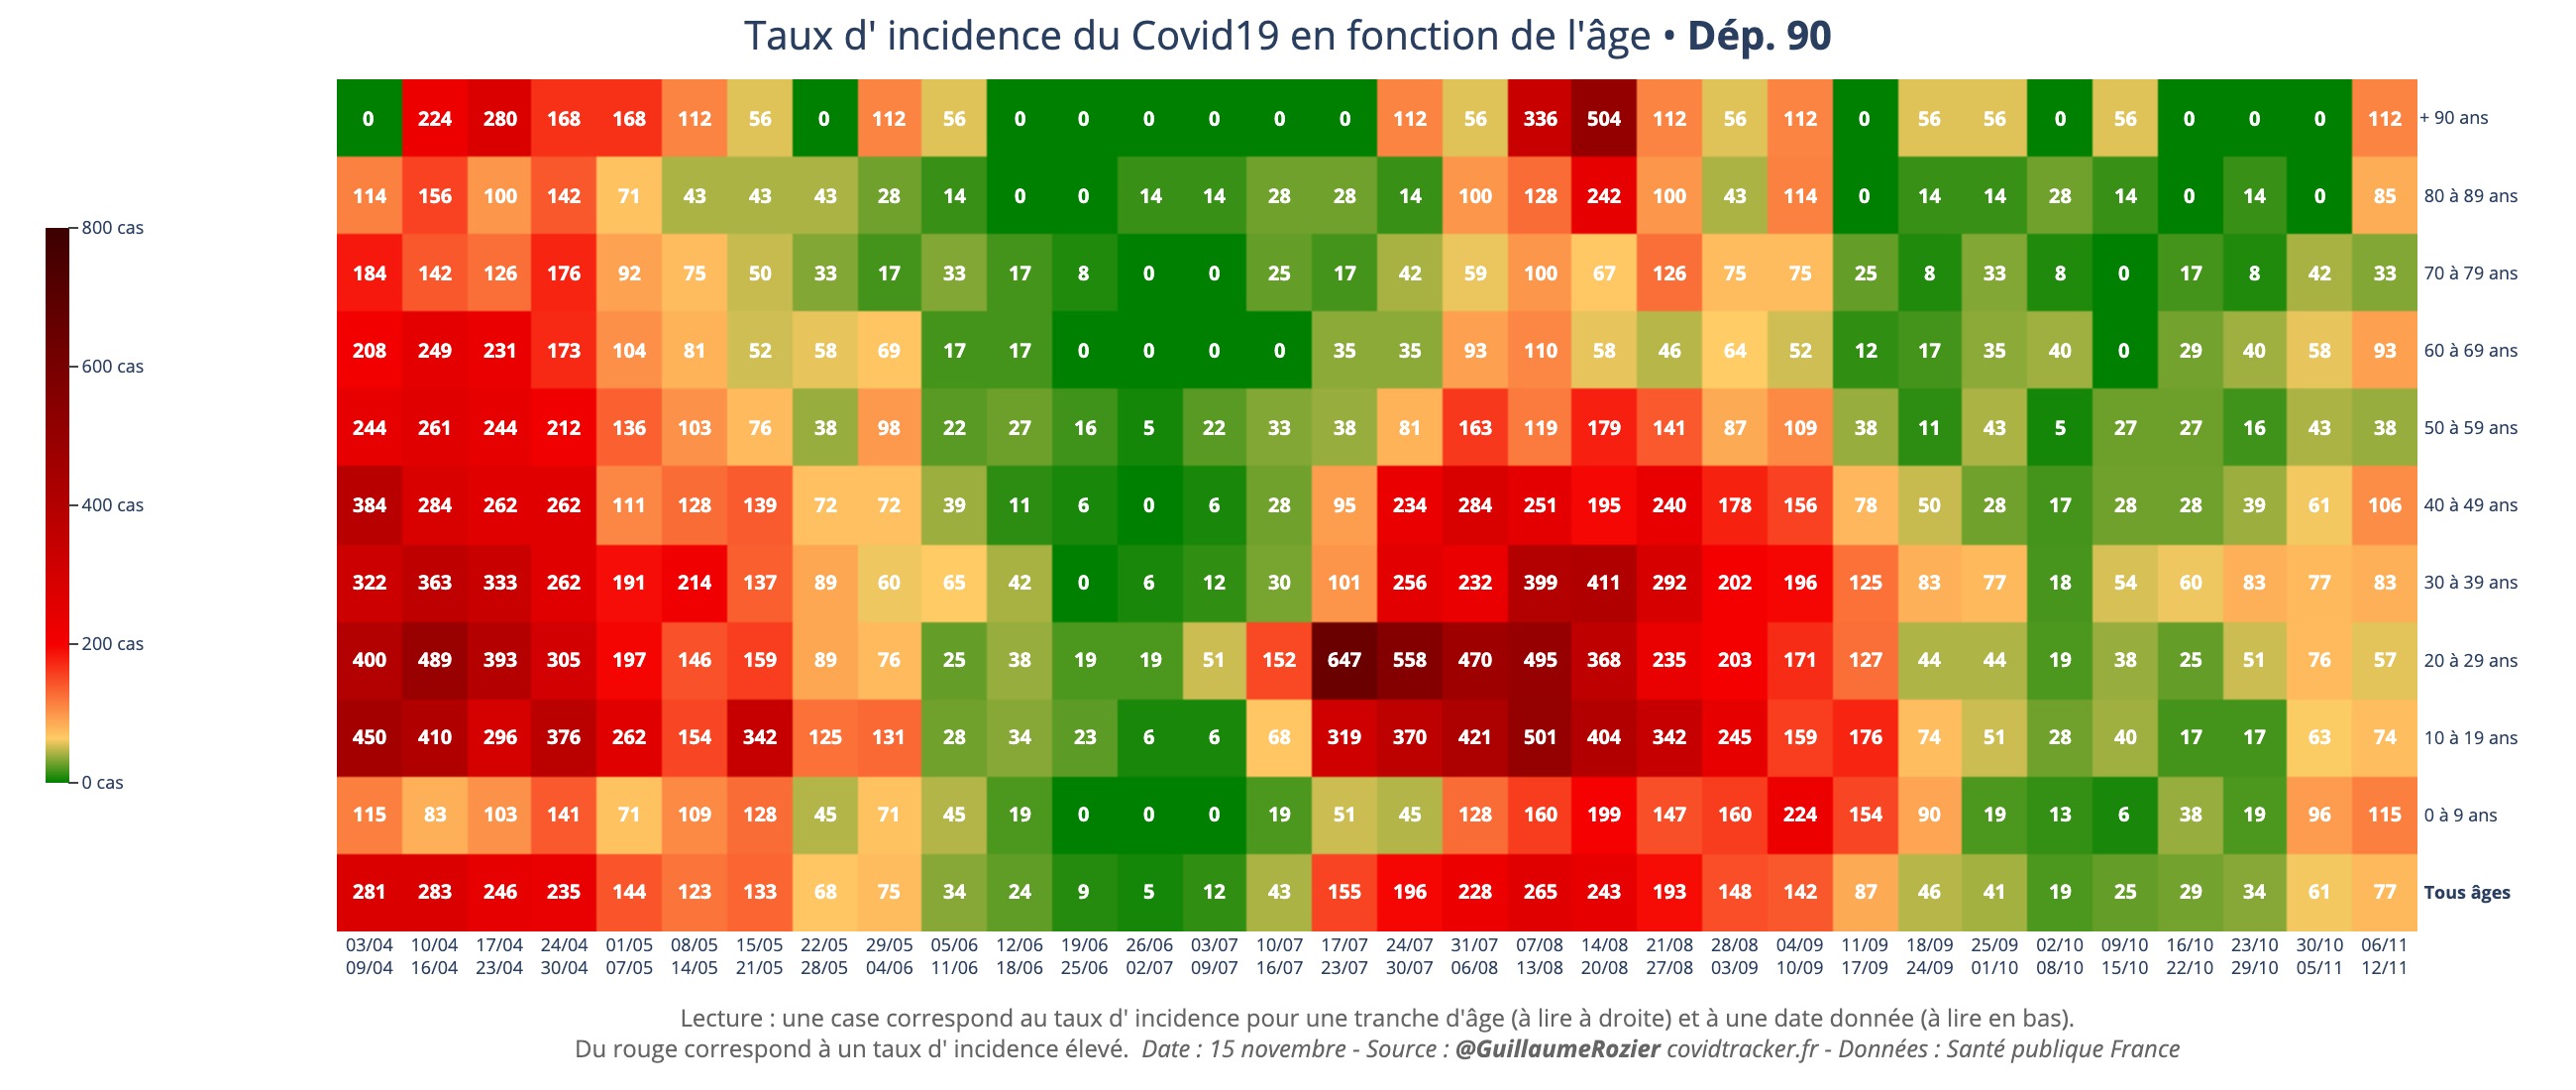 Taux d' incidence du Covid19 en fonction de l'âge • Dép. 90
800 cas
600 cas
400 cas
200 cas
0 cas
0 224 280 168 168 112 56 0 112 56 0 0 0 0 0 0 112 56 336 504 112 56 112 0 56 56 0 56 0 0 0 112 + 90 ans
114 156 100 142 71 43 43 43 28 14 0 0 14 14 28 28 14 100 128 242 100 43 114 0 14 14 28 14 0 14 0 85 80 à 89 ans
184 142 126 176 92 75 50 33 17 33 17 8 0 0 25 17 42 59 100 67 126 75 75 25 8 33 8 0 17 8 42 33 70 à 79 ans
208 249 231 173 104 81 52 58 69 17 17 0 0 0 0 35 35 93 110 58 46 64 52 12 17 35 40 0 29 40 58 93 60 à 69 ans
244 261 244 212 136 103 76 38 98 22 27 16 5 22 33 38 81 163 119 179 141 87 109 38 11 43 5 27 27 16 43 38 50 à 59 ans
384 284 262 262 111 128 139 72 72 39 11 6 0 6 28 95 234 284 251 195 240 178 156 78 50 28 17 28 28 39 61 106 40 à 49 ans
322 363 333 262 191 214 137 89 60 65 42 0 6 12 30 101 256 232 399 411 292 202 196 125 83 77 18 54 60 83 77 83 30 à 39 ans
400 489 393 305 197 146 159 89 76 25 38 19 19 51 152 647 558 470 495 368 235 203 171 127 44 44 19 38 25 51 76 57 20 à 29 ans
450 410 296 376 262 154 342 125 131 28 34 23 6 6 68 319 370 421 501 404 342 245 159 176 74 51 28 40 17 17 63 74 10 à 19 ans
115 83 103 141 71 109 128 45 71 45 19 0 0 0 19 51 45 128 160 199 147 160 224 154 90 19 13 6 38 19 96 115 0 à 9 ans
281 283 246 235 144 123 133 68 75 34 24 9 5 12 43 155 196 228 265 243 193 148 142 87 46 41 19 25 29 34 61 77 Tous âges
03/04 10/04 17/04 24/04 01/05 08/05 15/05 22/05 29/05 05/06 12/06 19/06 26/06 03/07 10/07 17/07 24/07 31/07 07/08 14/08 21/08 28/08 04/09 11/09 18/09 25/09 02/10 09/10 16/10 23/10 30/10 06/11
09/04 16/04 23/04 30/04 07/05 14/05 21/05 28/05 04/06 11/06 18/06 25/06 02/07 09/07 16/07 23/07 30/07 06/08 13/08 20/08 27/08 03/09 10/09 17/09 24/09 01/10 08/10 15/10 22/10 29/10 05/11 12/11
Lecture : une case correspond au taux d' incidence pour une tranche d'âge (à lire à droite) et à une date donnée (à lire en bas).
Du rouge correspond à un taux d' incidence élevé. Date : 15 novembre - Source : @GuillaumeRozier covidtracker.fr - Données : Santé publique France